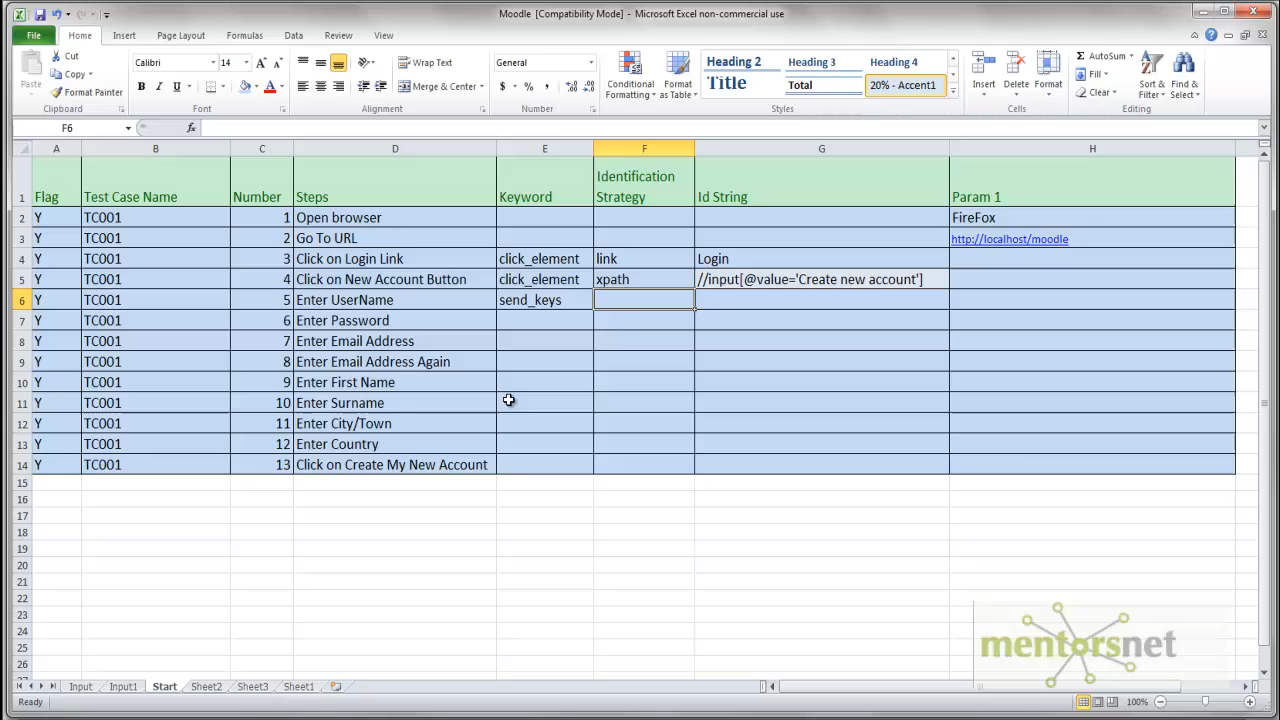 Moodle [Compatibility Mode] - Microsoft Excel non-commercial use
File Home Insert Page Layout Formulas Data Review View
Cut
Copy
Format Painter
Paste
Calibri 14 A A
B I U A
Wrap Text
Merge & Center
General
$ % ,
Conditional Formatting
Format as Table
Heading 2 Heading 3 Heading 4
Title Total 20% - Accent1
Insert Delete Format
AutoSum
Fill
Clear
Sort & Filter
Find & Select
Clipboard Font Alignment Number Styles Cells Editing
F6 fx
A B C D E F G H
1 Flag Test Case Name Number Steps Keyword Identification Strategy Id String Param 1
2 Y TC001 1 Open browser FireFox
3 Y TC001 2 Go To URL http://localhost/moodle
4 Y TC001 3 Click on Login Link click_element link Login
5 Y TC001 4 Click on New Account Button click_element xpath //input[@value='Create new account']
6 Y TC001 5 Enter UserName send_keys
7 Y TC001 6 Enter Password
8 Y TC001 7 Enter Email Address
9 Y TC001 8 Enter Email Address Again
10 Y TC001 9 Enter First Name
11 Y TC001 10 Enter Surname
12 Y TC001 11 Enter City/Town
13 Y TC001 12 Enter Country
14 Y TC001 13 Click on Create My New Account
15
16
17
18
19
20
21
22
23
24
25
26
mentorsnet
Input Input1 Start Sheet2 Sheet3 Sheet1
Ready 100%